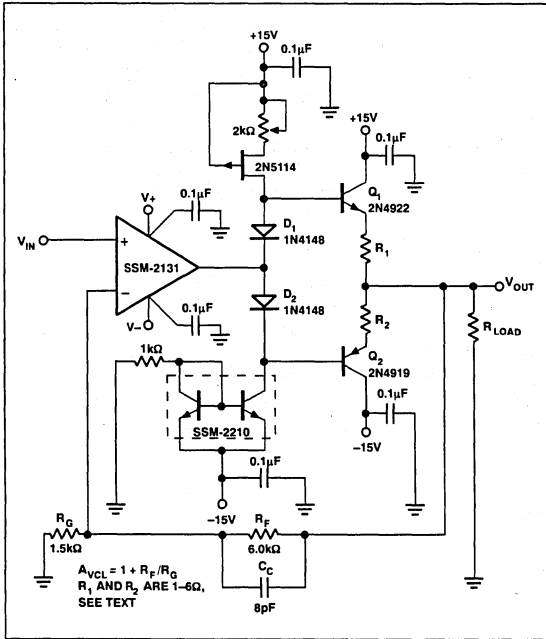 +15V
0.1µF
2kΩ
2N5114
+15V
0.1µF
Q1
2N4922
V+
0.1µF
D1
1N4148
VIN
+
SSM-2131
−
R1
VOUT
D2
1N4148
R2
RLOAD
V−
0.1µF
1kΩ
Q2
2N4919
SSM-2210
0.1µF
−15V
0.1µF
−15V
RG
1.5kΩ
RF
6.0kΩ
CC
8pF
AVCL = 1 + RF/RG
R1 AND R2 ARE 1–6Ω,
SEE TEXT